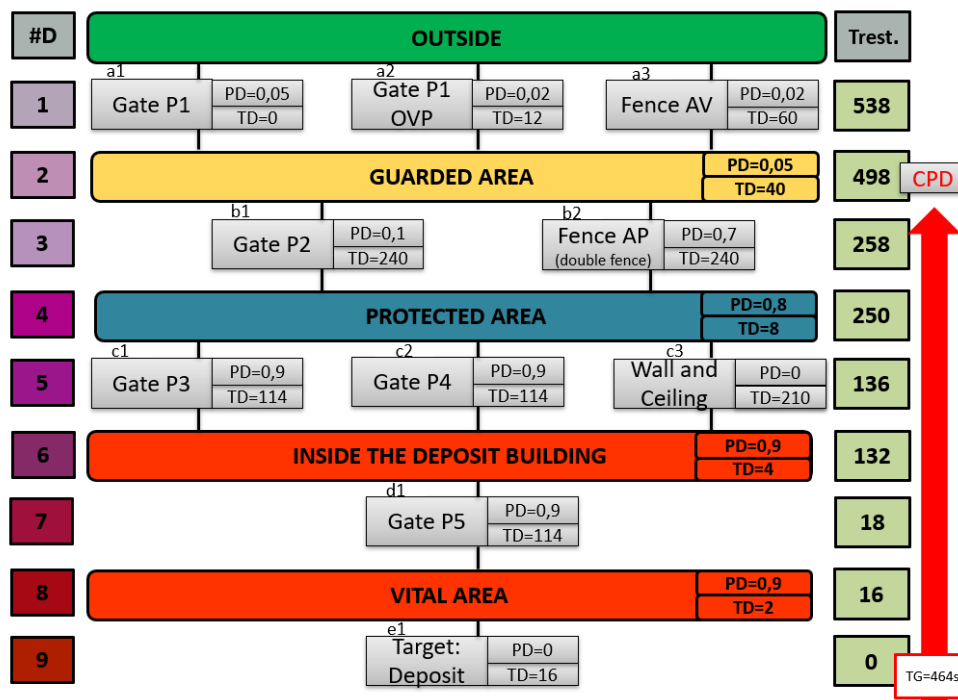 #D
OUTSIDE
Trest.
a1
a2
a3
1
Gate P1
PD=0,05
TD=0
Gate P1
OVP
PD=0,02
TD=12
Fence AV
PD=0,02
TD=60
538
2
GUARDED AREA
PD=0,05
TD=40
498
CPD
b1
b2
3
Gate P2
PD=0,1
TD=240
Fence AP
(double fence)
PD=0,7
TD=240
258
4
PROTECTED AREA
PD=0,8
TD=8
250
c1
c2
c3
5
Gate P3
PD=0,9
TD=114
Gate P4
PD=0,9
TD=114
Wall and
Ceiling
PD=0
TD=210
136
6
INSIDE THE DEPOSIT BUILDING
PD=0,9
TD=4
132
d1
7
Gate P5
PD=0,9
TD=114
18
8
VITAL AREA
PD=0,9
TD=2
16
e1
9
Target:
Deposit
PD=0
TD=16
0
TG=464s